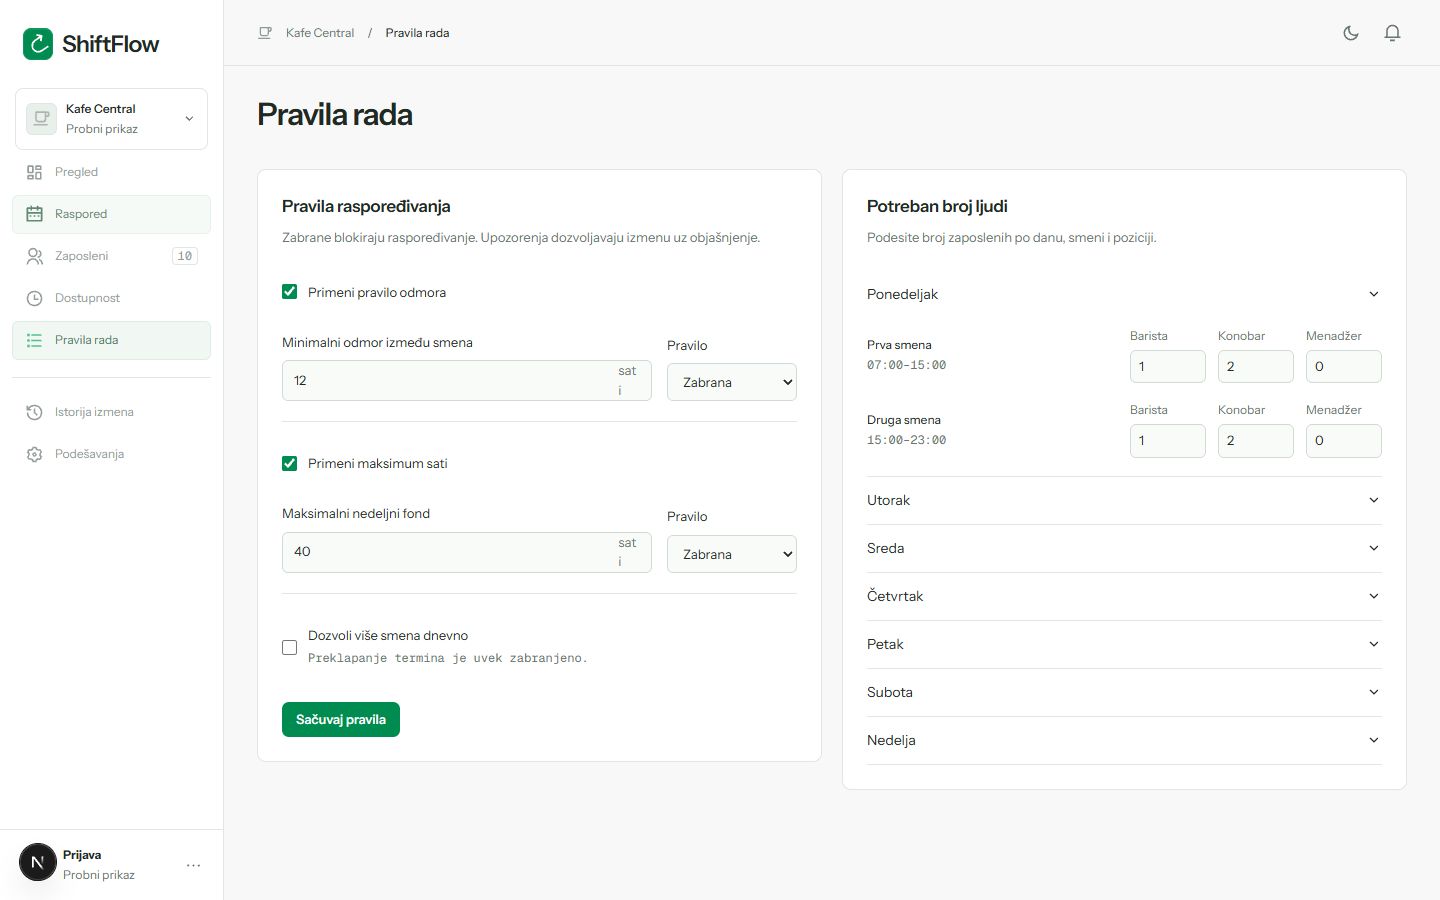 ShiftFlow
Kafe Central
Probni prikaz
Pregled
Raspored
Zaposleni 10
Dostupnost
Pravila rada
Istorija izmena
Podešavanja
N Prijava
Probni prikaz
...
Kafe Central / Pravila rada
Pravila rada
Pravila raspoređivanja
Zabrane blokiraju raspoređivanje. Upozorenja dozvoljavaju izmenu uz objašnjenje.
Primeni pravilo odmora
Minimalni odmor između smena Pravilo
12 sat
i
Zabrana
Primeni maksimum sati
Maksimalni nedeljni fond Pravilo
40 sat
i
Zabrana
Dozvoli više smena dnevno
Preklapanje termina je uvek zabranjeno.
Sačuvaj pravila
Potreban broj ljudi
Podesite broj zaposlenih po danu, smeni i poziciji.
Ponedeljak
Barista Konobar Menadžer
Prva smena
07:00–15:00
1 2 0
Barista Konobar Menadžer
Druga smena
15:00–23:00
1 2 0
Utorak
Sreda
Četvrtak
Petak
Subota
Nedelja